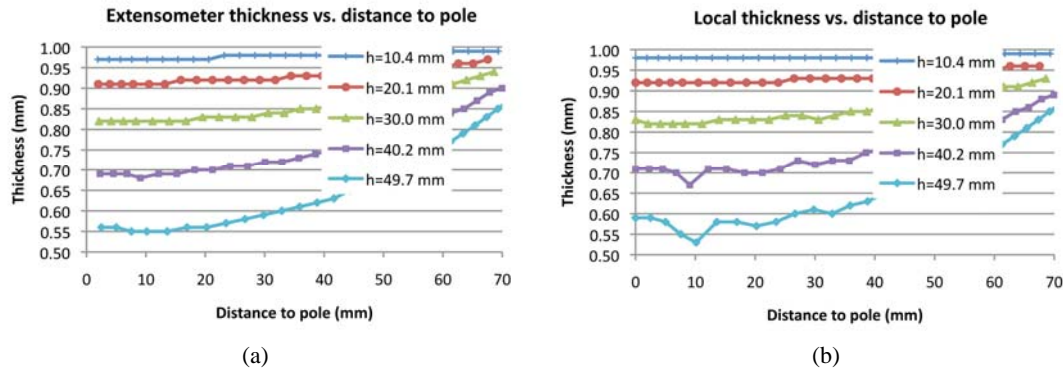 Extensometer thickness vs. distance to pole
1.00
0.95
0.90
0.85
0.80
0.75
0.70
0.65
0.60
0.55
0.50
Thickness (mm)
h=10.4 mm
h=20.1 mm
h=30.0 mm
h=40.2 mm
h=49.7 mm
0 10 20 30 40 50 60 70
Distance to pole (mm)
(a)
Local thickness vs. distance to pole
1.00
0.95
0.90
0.85
0.80
0.75
0.70
0.65
0.60
0.55
0.50
Thickness (mm)
h=10.4 mm
h=20.1 mm
h=30.0 mm
h=40.2 mm
h=49.7 mm
0 10 20 30 40 50 60 70
Distance to pole (mm)
(b)